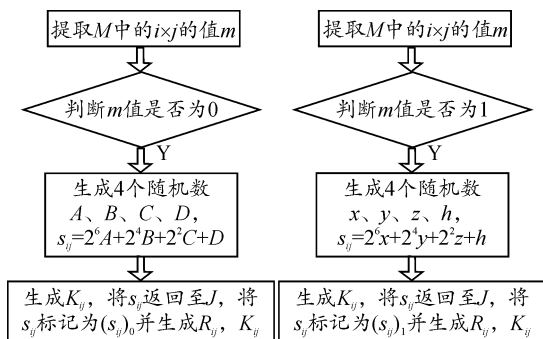 提取M中的i×j的值m
判断m值是否为0
Y
生成4个随机数
A、B、C、D,
sᵢⱼ=2⁶A+2⁴B+2²C+D
生成Kᵢⱼ, 将sᵢⱼ返回至J, 将
sᵢⱼ标记为(sᵢⱼ)₀并生成Rᵢⱼ, Kᵢⱼ
提取M中的i×j的值m
判断m值是否为1
Y
生成4个随机数
x、y、z、h,
sᵢⱼ=2⁶x+2⁴y+2²z+h
生成Kᵢⱼ, 将sᵢⱼ返回至J, 将
sᵢⱼ标记为(sᵢⱼ)₁并生成Rᵢⱼ, Kᵢⱼ